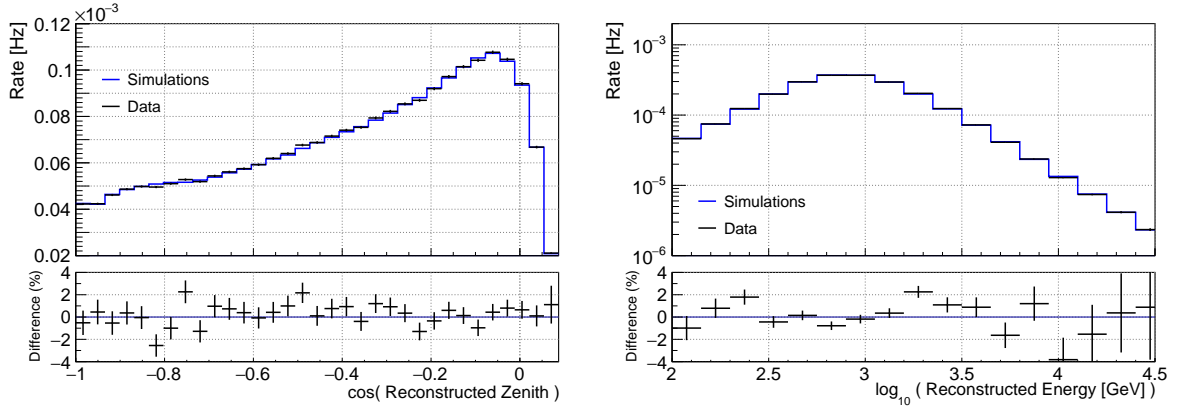 ×10⁻³
Rate [Hz]
0.12
0.1
0.08
0.06
0.04
0.02
Simulations
Data
Difference (%)
4
2
0
−2
−4
−1 −0.8 −0.6 −0.4 −0.2 0
cos( Reconstructed Zenith )
Rate [Hz]
10⁻³
10⁻⁴
10⁻⁵
10⁻⁶
Simulations
Data
Difference (%)
4
2
0
−2
−4
2 2.5 3 3.5 4 4.5
log₁₀ ( Reconstructed Energy [GeV] )